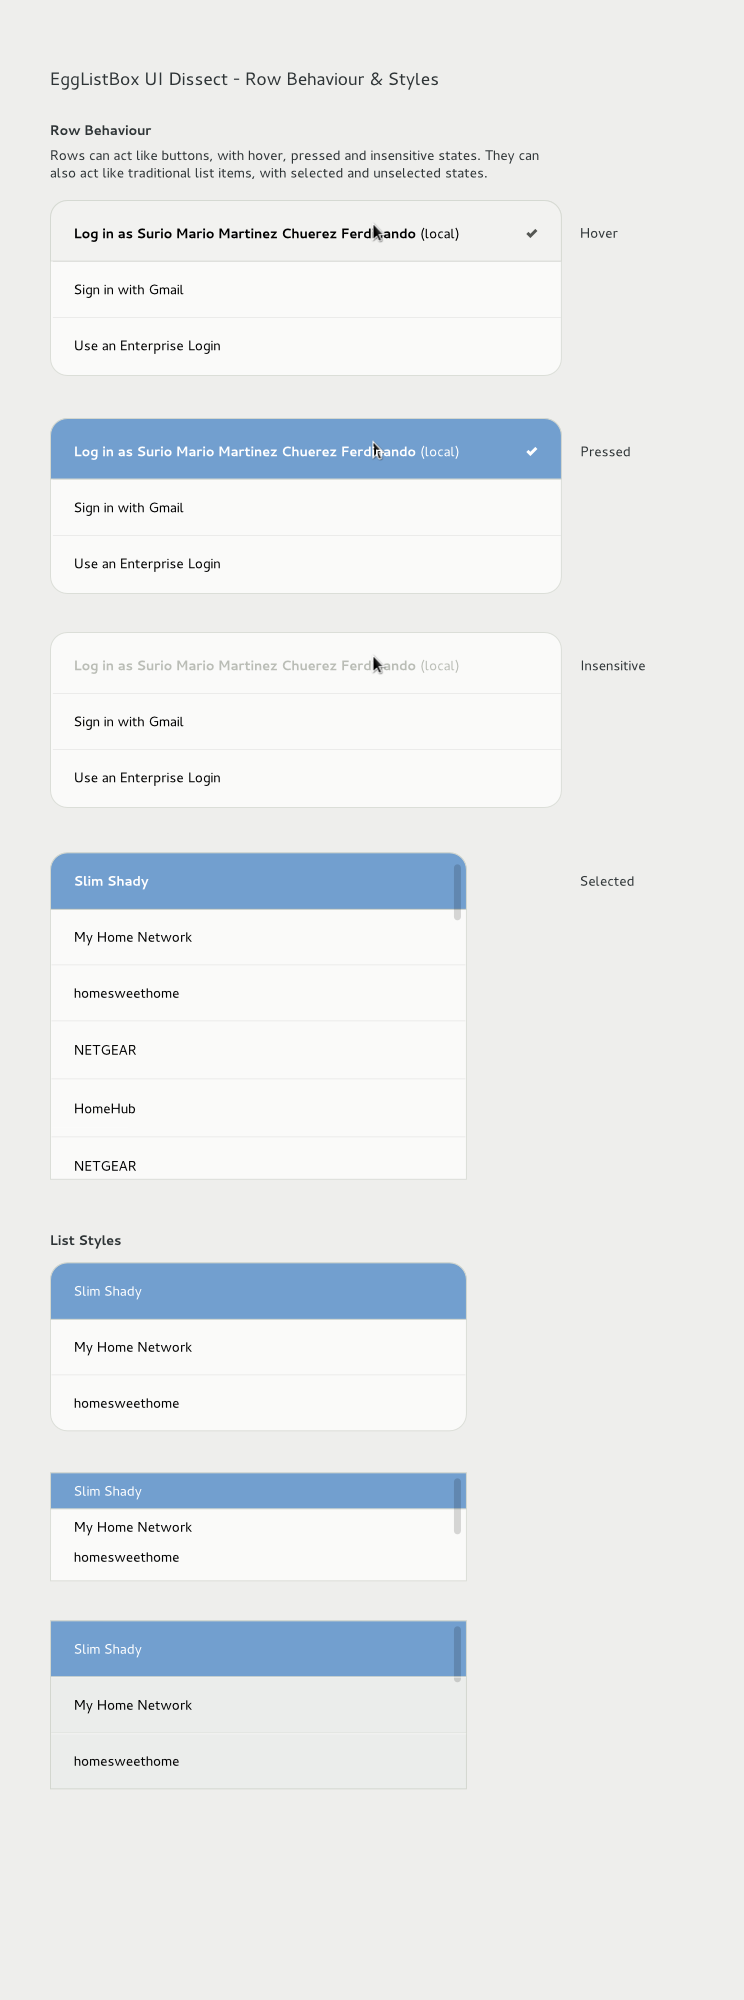 EggListBox UI Dissect - Row Behaviour & Styles
Row Behaviour
Rows can act like buttons, with hover, pressed and insensitive states. They can
also act like traditional list items, with selected and unselected states.
Log in as Surio Mario Martinez Chuerez Ferdinando (local)
Hover
Sign in with Gmail
Use an Enterprise Login
Log in as Surio Mario Martinez Chuerez Ferdinando (local)
Pressed
Sign in with Gmail
Use an Enterprise Login
Log in as Surio Mario Martinez Chuerez Ferdinando (local)
Insensitive
Sign in with Gmail
Use an Enterprise Login
Slim Shady
Selected
My Home Network
homesweethome
NETGEAR
HomeHub
NETGEAR
List Styles
Slim Shady
My Home Network
homesweethome
Slim Shady
My Home Network
homesweethome
Slim Shady
My Home Network
homesweethome